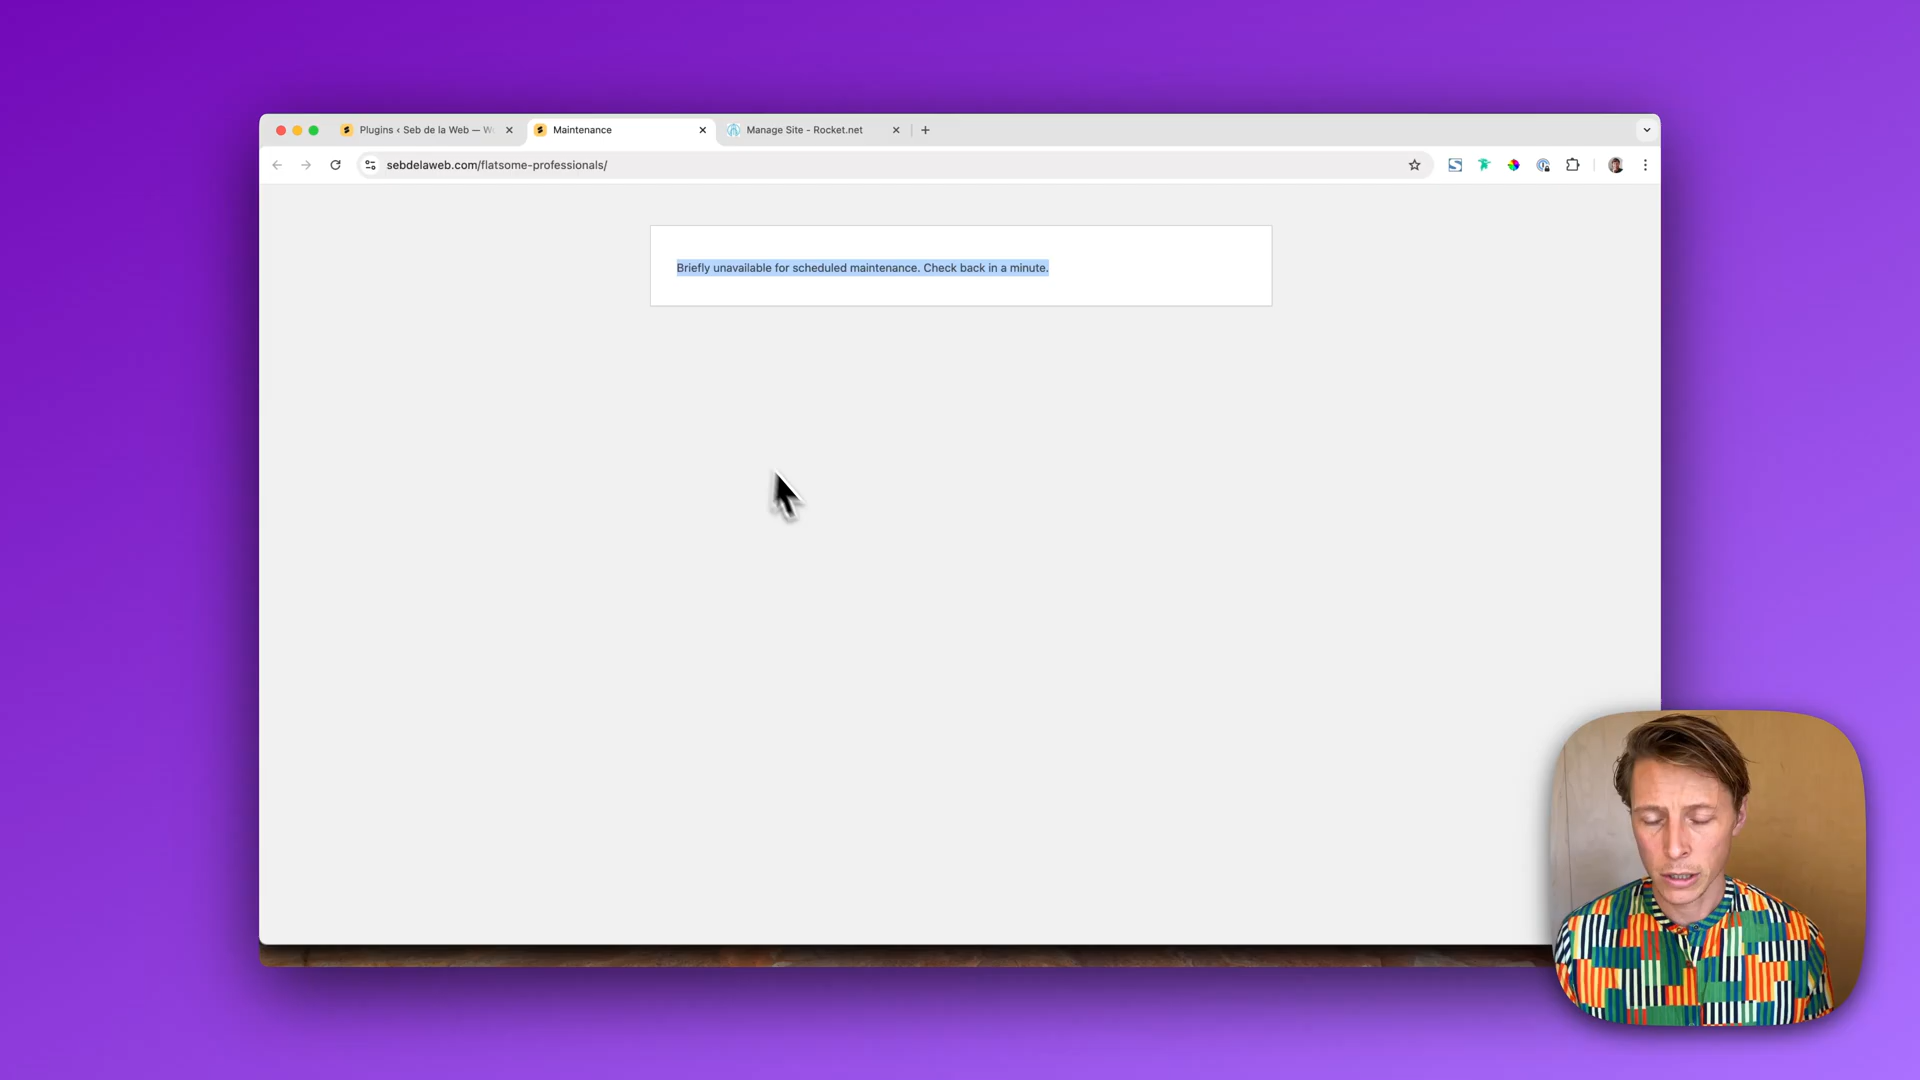 Plugins ‹ Seb de la Web — W
Maintenance
Manage Site - Rocket.net
sebdelaweb.com/flatsome-professionals/
Briefly unavailable for scheduled maintenance. Check back in a minute.